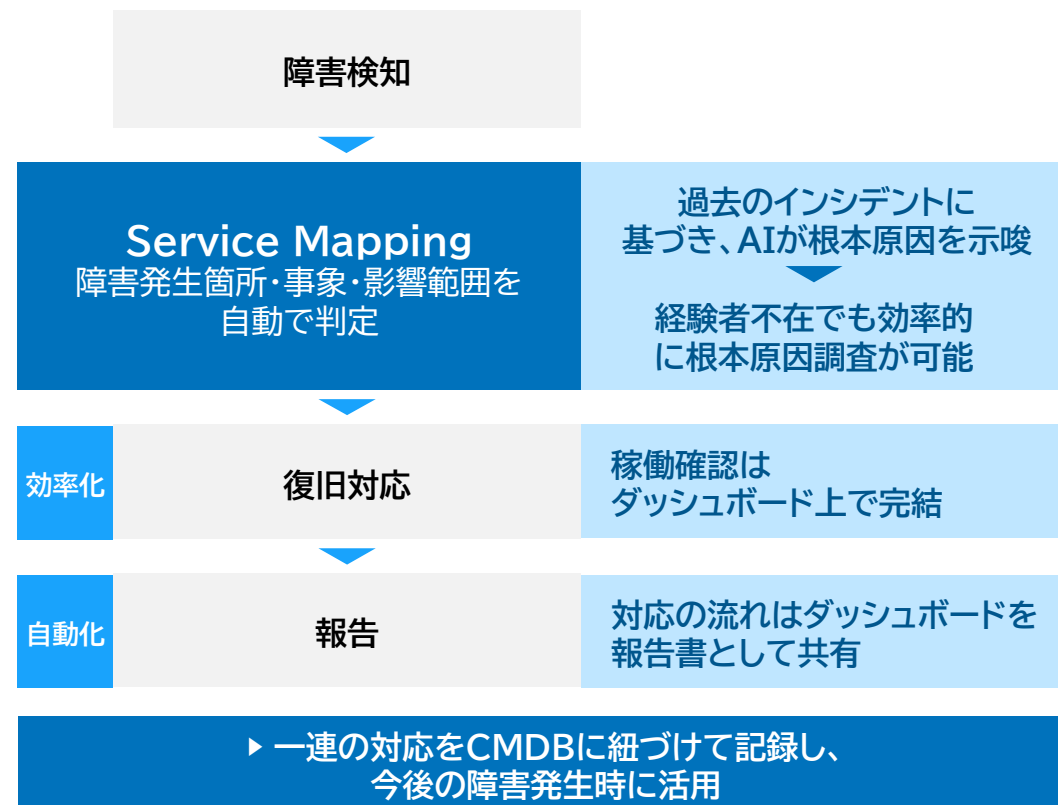 障害検知
Service Mapping
障害発生箇所・事象・影響範囲を
自動で判定
過去のインシデントに
基づき、AIが根本原因を示唆
経験者不在でも効率的
に根本原因調査が可能
効率化
復旧対応
稼働確認は
ダッシュボード上で完結
自動化
報告
対応の流れはダッシュボードを
報告書として共有
▶ 一連の対応をCMDBに紐づけて記録し、
今後の障害発生時に活用